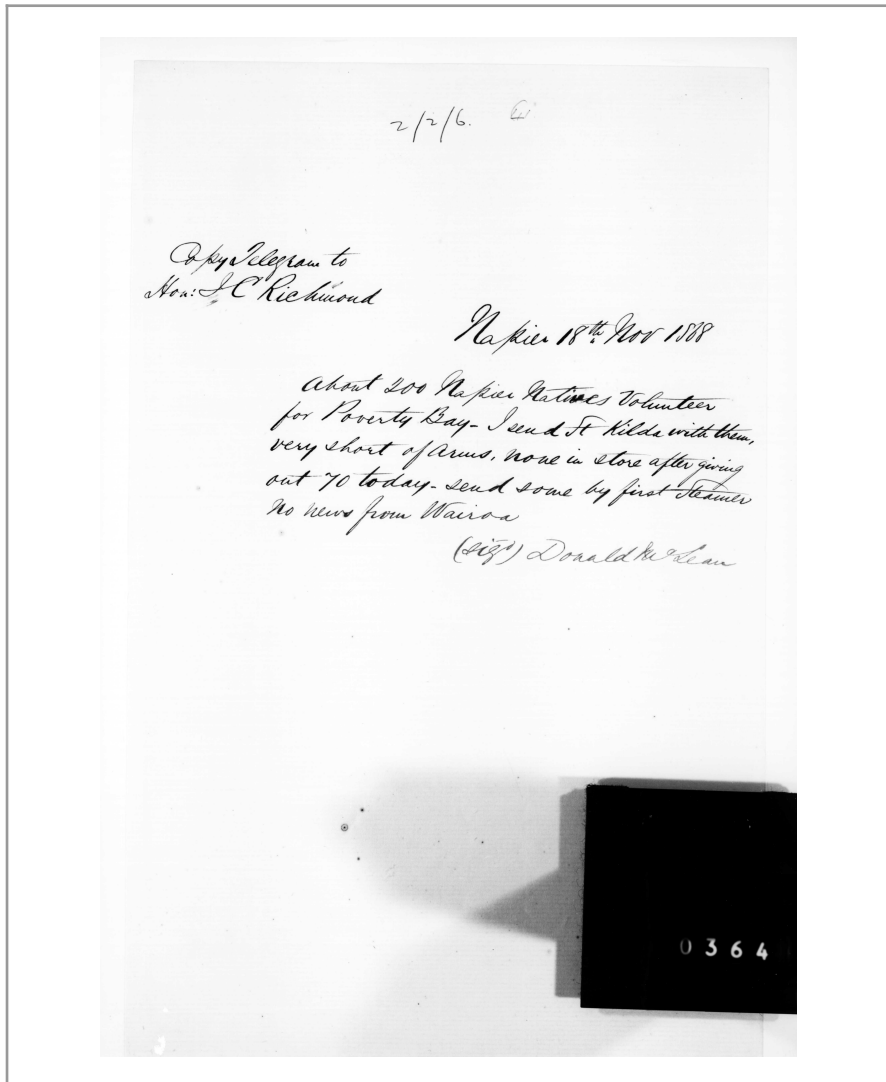 2/2/6.
Copy Telegram to
Hon: J C Richmond
Napier 18th Nov 1868
About 200 Napier Natives Volunteer
for Poverty Bay - I send St Kilda with them,
very short of Arms, none in store after giving
out 70 today - send some by first Steamer
No news from Wairoa
(sigd) Donald McLean
0364